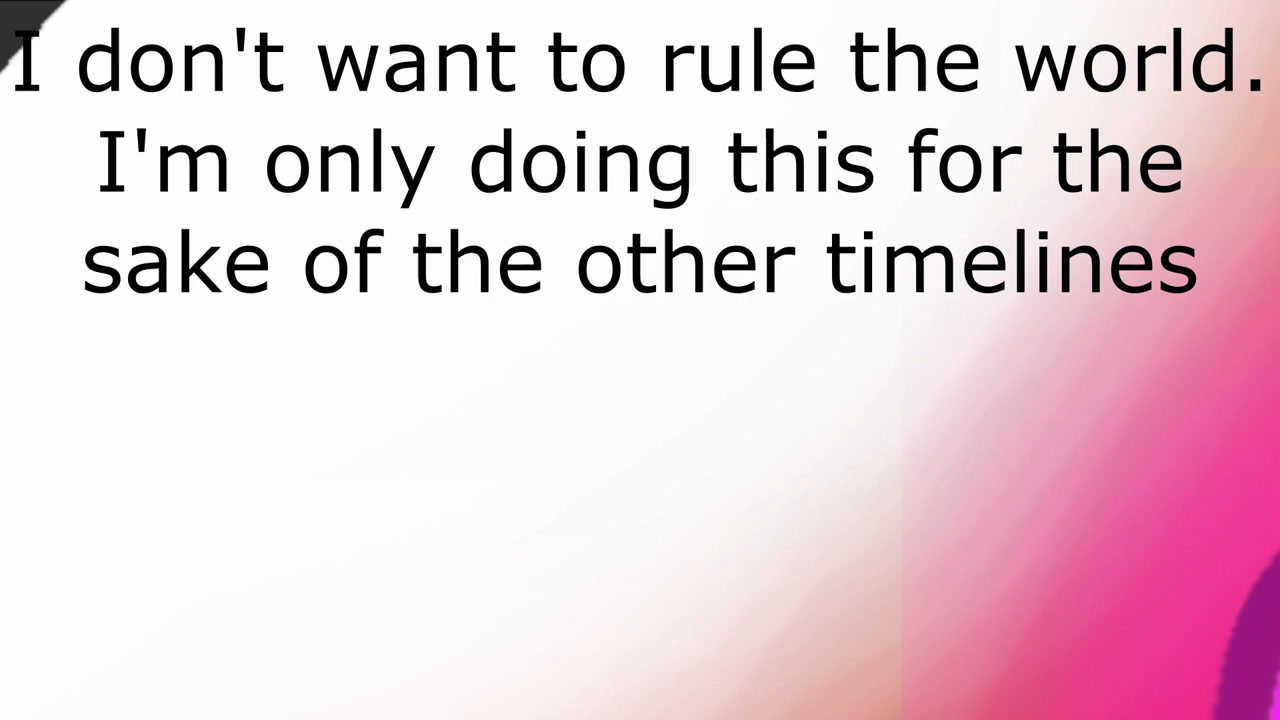 I don't want to rule the world.
I'm only doing this for the
sake of the other timelines